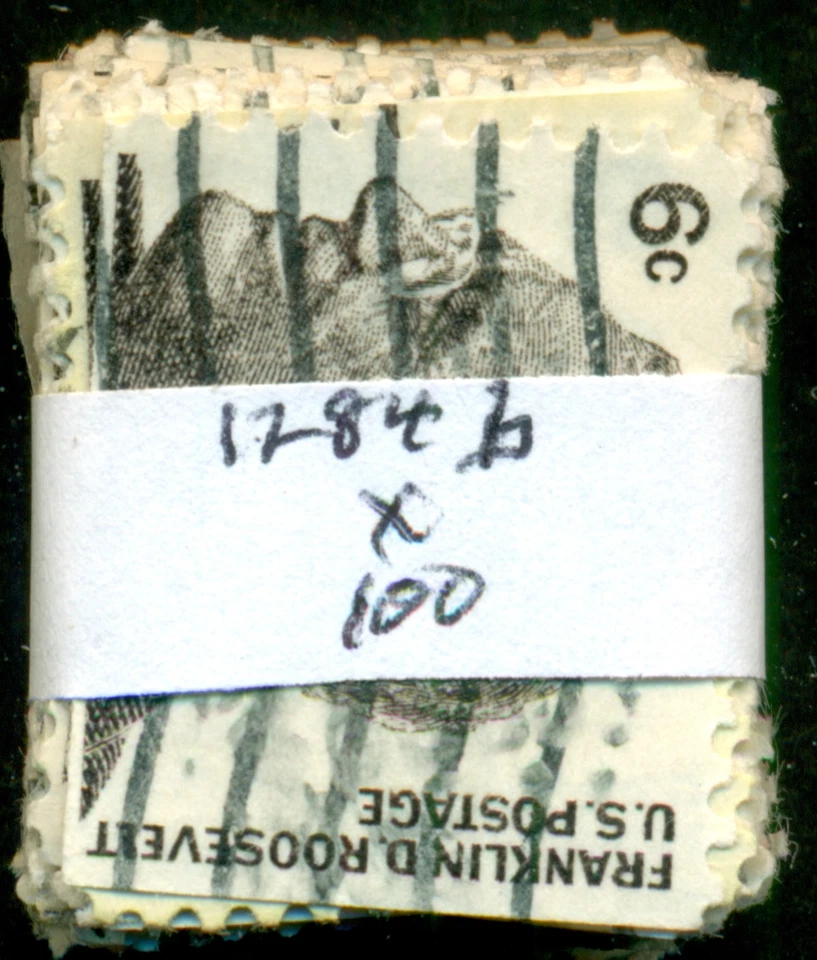 6c
1284 b
x
100
U.S.POSTAGE
FRANKLIN D. ROOSEVELT